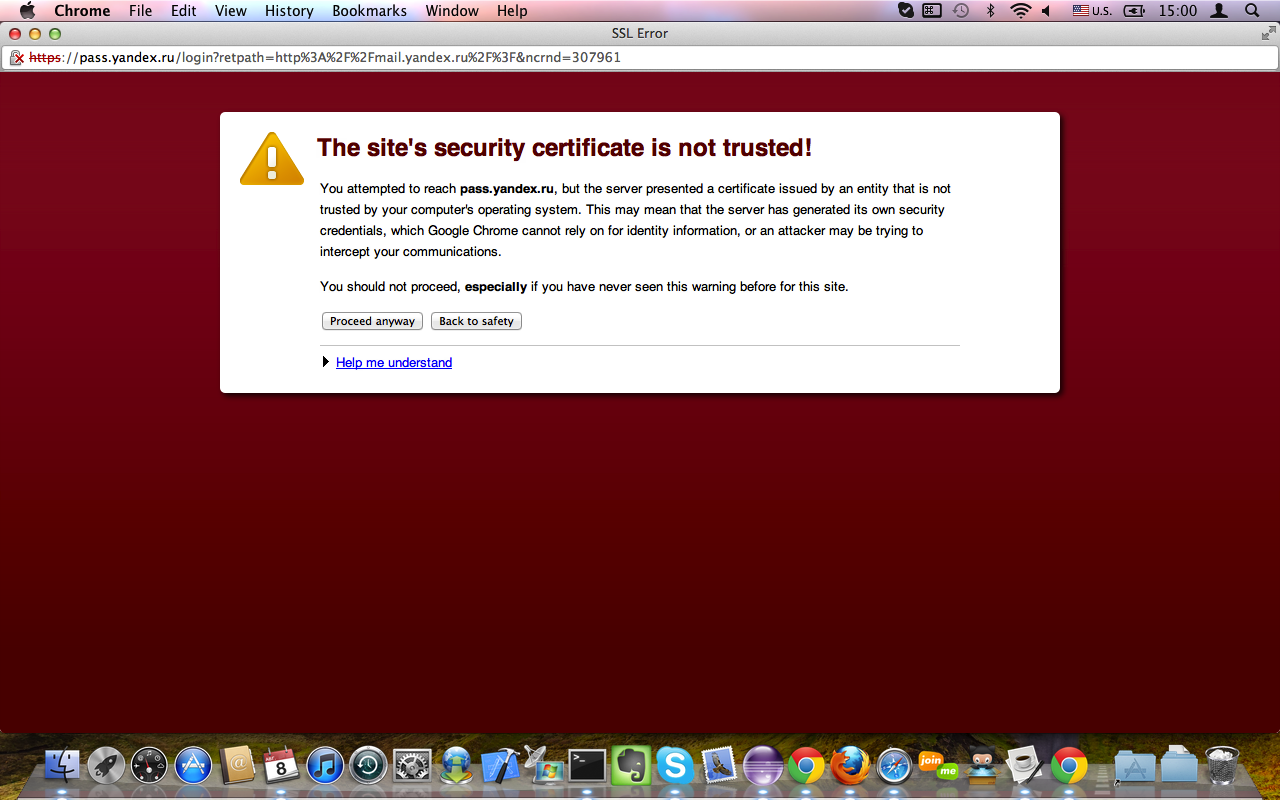 Chrome File Edit View History Bookmarks Window Help U.S. 15:00
SSL Error
https://pass.yandex.ru/login?retpath=http%3A%2F%2Fmail.yandex.ru%2F%3F&ncrnd=307961
The site's security certificate is not trusted!
You attempted to reach pass.yandex.ru, but the server presented a certificate issued by an entity that is not
trusted by your computer's operating system. This may mean that the server has generated its own security
credentials, which Google Chrome cannot rely on for identity information, or an attacker may be trying to
intercept your communications.
You should not proceed, especially if you have never seen this warning before for this site.
Proceed anyway Back to safety
Help me understand
8
join
me